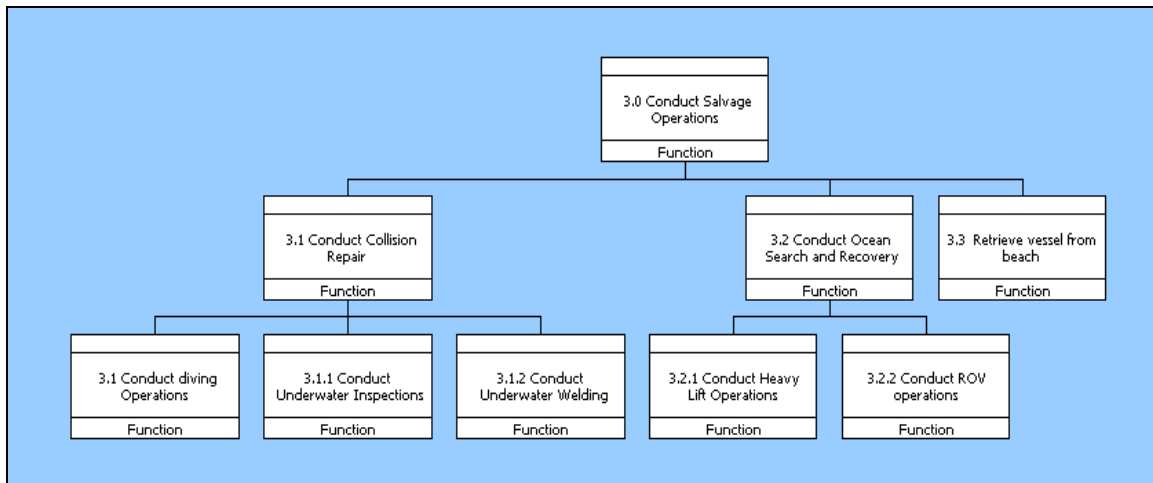 3.0 Conduct Salvage
Operations
Function
3.1 Conduct Collision
Repair
Function
3.2 Conduct Ocean
Search and Recovery
Function
3.3 Retrieve vessel from
beach
Function
3.1 Conduct diving
Operations
Function
3.1.1 Conduct
Underwater Inspections
Function
3.1.2 Conduct
Underwater Welding
Function
3.2.1 Conduct Heavy
Lift Operations
Function
3.2.2 Conduct ROV
operations
Function